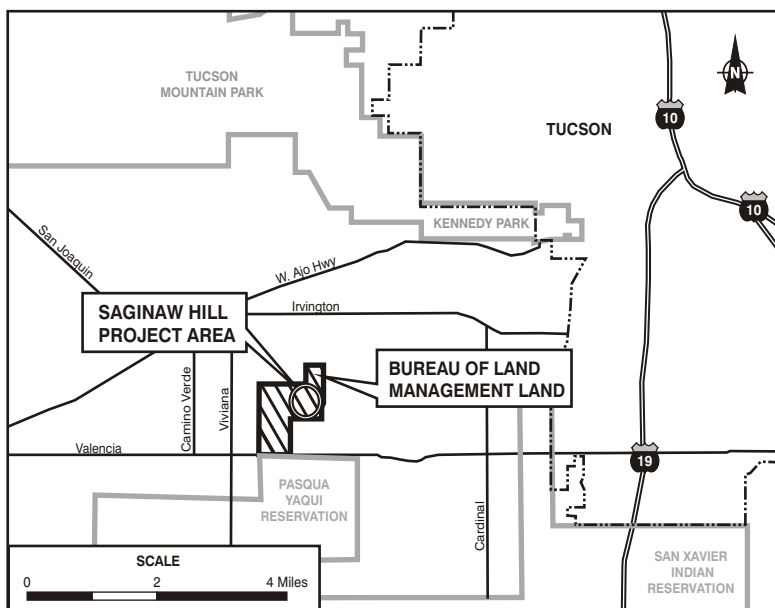 TUCSON
MOUNTAIN PARK
N
10
TUCSON
10
KENNEDY PARK
San Joaquin
W. Ajo Hwy
Irvington
SAGINAW HILL
PROJECT AREA
BUREAU OF LAND
MANAGEMENT LAND
Camino Verde
Viviana
Valencia
19
PASQUA
YAQUI
RESERVATION
Cardinal
SAN XAVIER
INDIAN
RESERVATION
SCALE
0 2 4 Miles